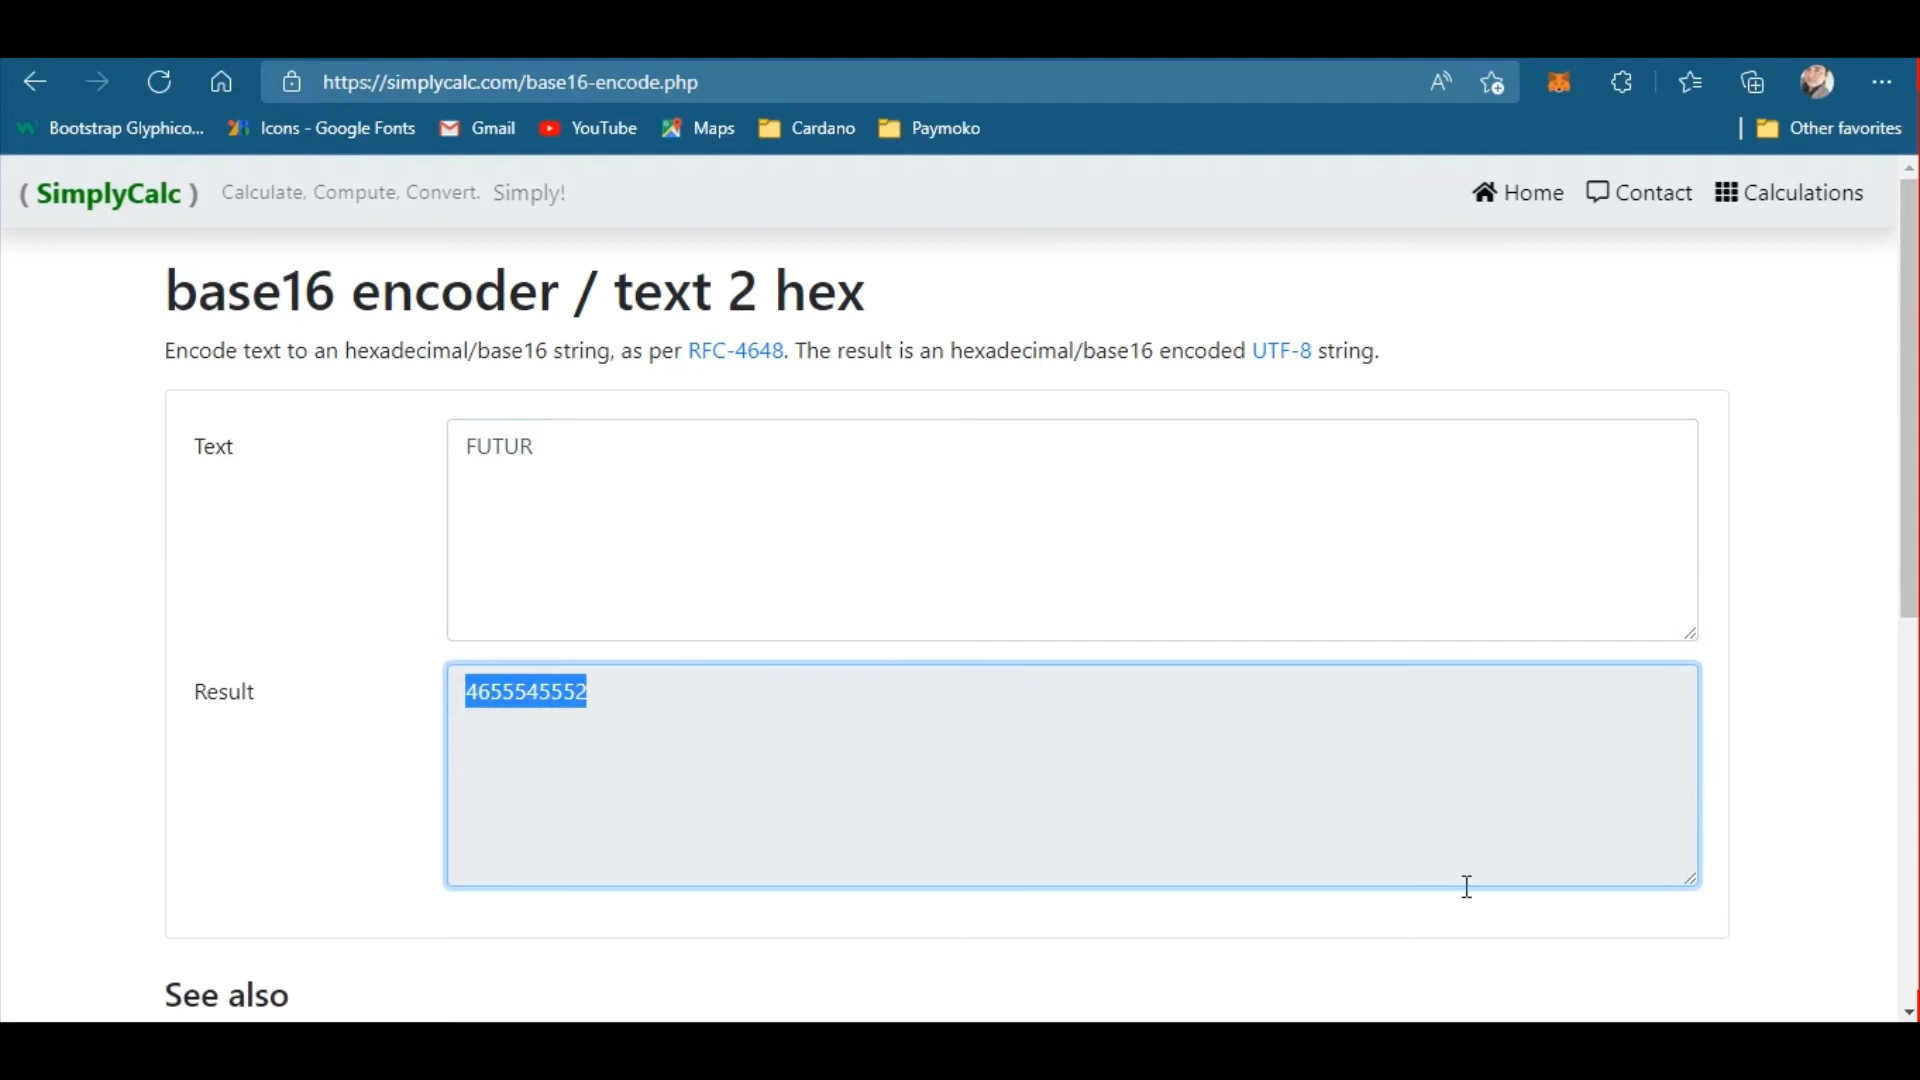 https://simplycalc.com/base16-encode.php
Bootstrap Glyphico... Icons - Google Fonts Gmail YouTube Maps Cardano Paymoko Other favorites
( SimplyCalc ) Calculate, Compute, Convert. Simply! Home Contact Calculations
base16 encoder / text 2 hex
Encode text to an hexadecimal/base16 string, as per RFC-4648. The result is an hexadecimal/base16 encoded UTF-8 string.
Text FUTUR
Result 4655545552
See also